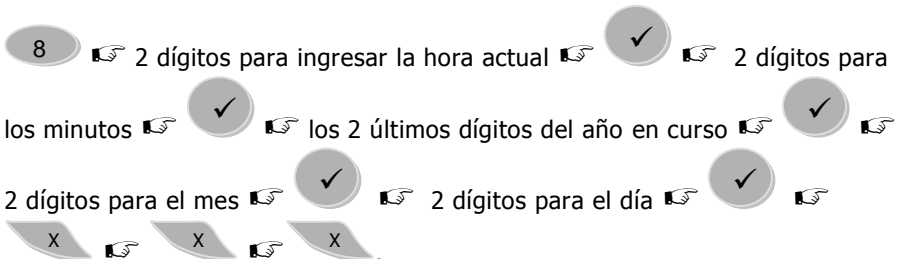 8 ☞ 2 dígitos para ingresar la hora actual ☞ ✓ ☞ 2 dígitos para
los minutos ☞ ✓ ☞ los 2 últimos dígitos del año en curso ☞ ✓ ☞
2 dígitos para el mes ☞ ✓ ☞ 2 dígitos para el día ☞ ✓ ☞
X ☞ X ☞ X.